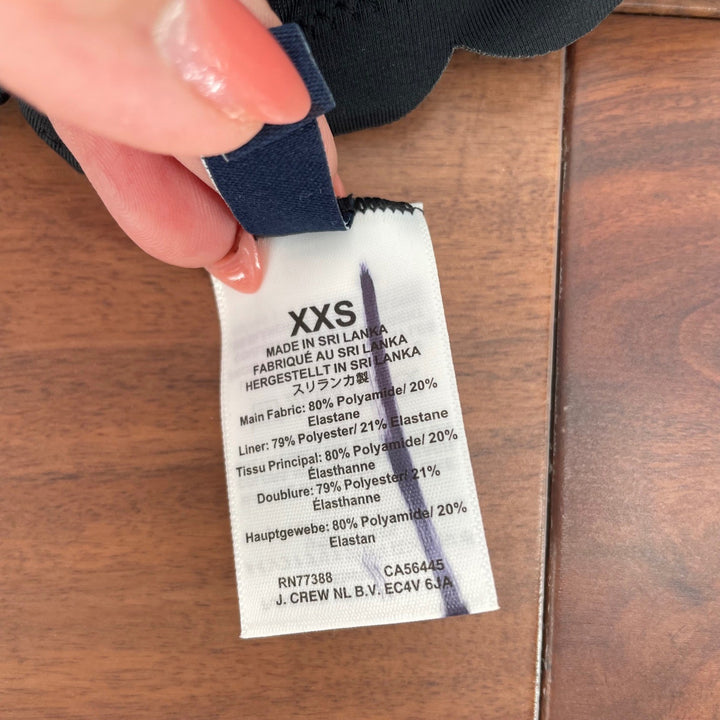 XXS
MADE IN SRI LANKA
FABRIQUÉ AU SRI LANKA
HERGESTELLT IN SRI LANKA
スリランカ製
Main Fabric: 80% Polyamide/ 20%
Elastane
Liner: 79% Polyester/ 21% Elastane
Tissu Principal: 80% Polyamide/ 20%
Élasthanne
Doublure: 79% Polyester/ 21%
Élasthanne
Hauptgewebe: 80% Polyamid/ 20%
Elastan
RN77388 CA56445
J. CREW NL B.V. EC4V 6JA